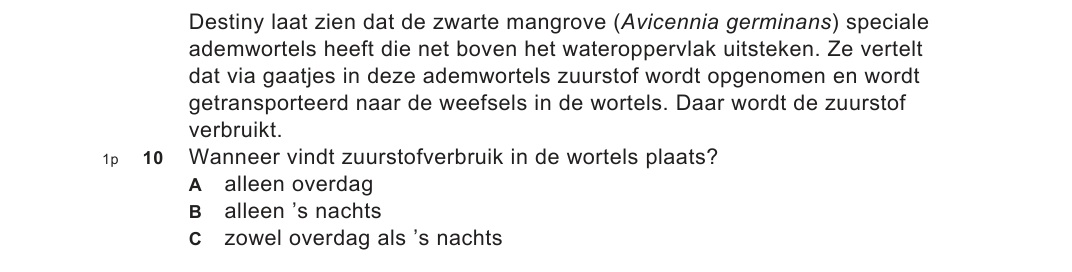 Destiny laat zien dat de zwarte mangrove (Avicennia germinans) speciale
ademwortels heeft die net boven het wateroppervlak uitsteken. Ze vertelt
dat via gaatjes in deze ademwortels zuurstof wordt opgenomen en wordt
getransporteerd naar de weefsels in de wortels. Daar wordt de zuurstof
verbruikt.
1p 10 Wanneer vindt zuurstofverbruik in de wortels plaats?
A alleen overdag
B alleen ’s nachts
C zowel overdag als ’s nachts